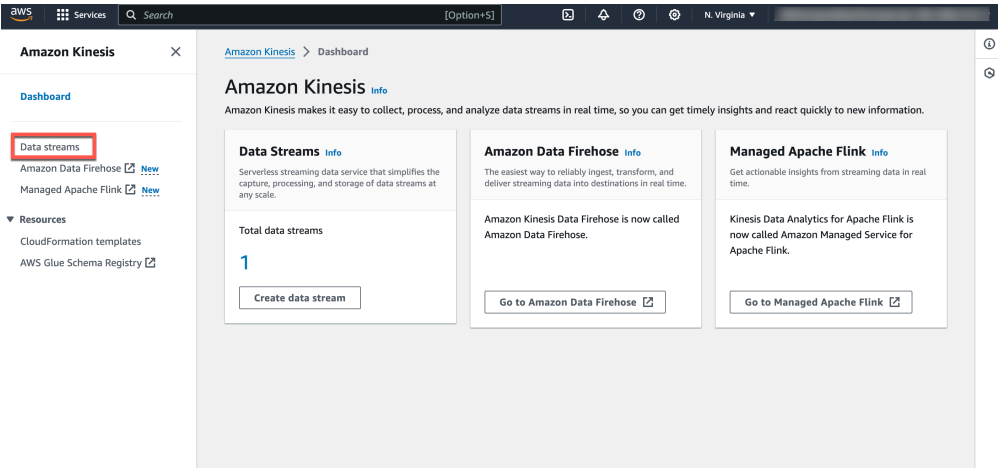 aws
Services
Search
[Option+S]
N. Virginia
Amazon Kinesis
Dashboard
Data streams
Amazon Data Firehose New
Managed Apache Flink New
Resources
CloudFormation templates
AWS Glue Schema Registry
Amazon Kinesis > Dashboard
Amazon Kinesis Info
Amazon Kinesis makes it easy to collect, process, and analyze data streams in real time, so you can get timely insights and react quickly to new information.
Data Streams Info
Serverless streaming data service that simplifies the
capture, processing, and storage of data streams at
any scale.
Total data streams
1
Create data stream
Amazon Data Firehose Info
The easiest way to reliably ingest, transform, and
deliver streaming data into destinations in real time.
Amazon Kinesis Data Firehose is now called
Amazon Data Firehose.
Go to Amazon Data Firehose
Managed Apache Flink Info
Get actionable insights from streaming data in real
time.
Kinesis Data Analytics for Apache Flink is
now called Amazon Managed Service for
Apache Flink.
Go to Managed Apache Flink